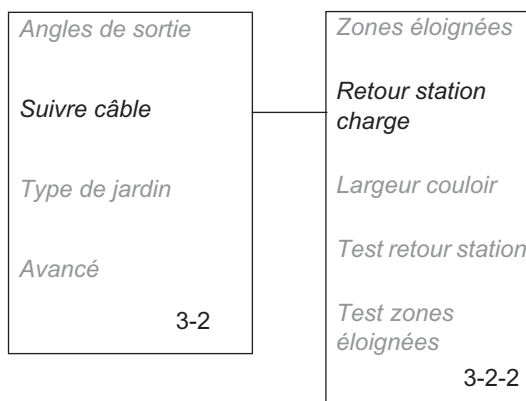 Angles de sortie
Suivre câble
Type de jardin
Avancé
3-2
Zones éloignées
Retour station
charge
Largeur couloir
Test retour station
Test zones
éloignées
3-2-2